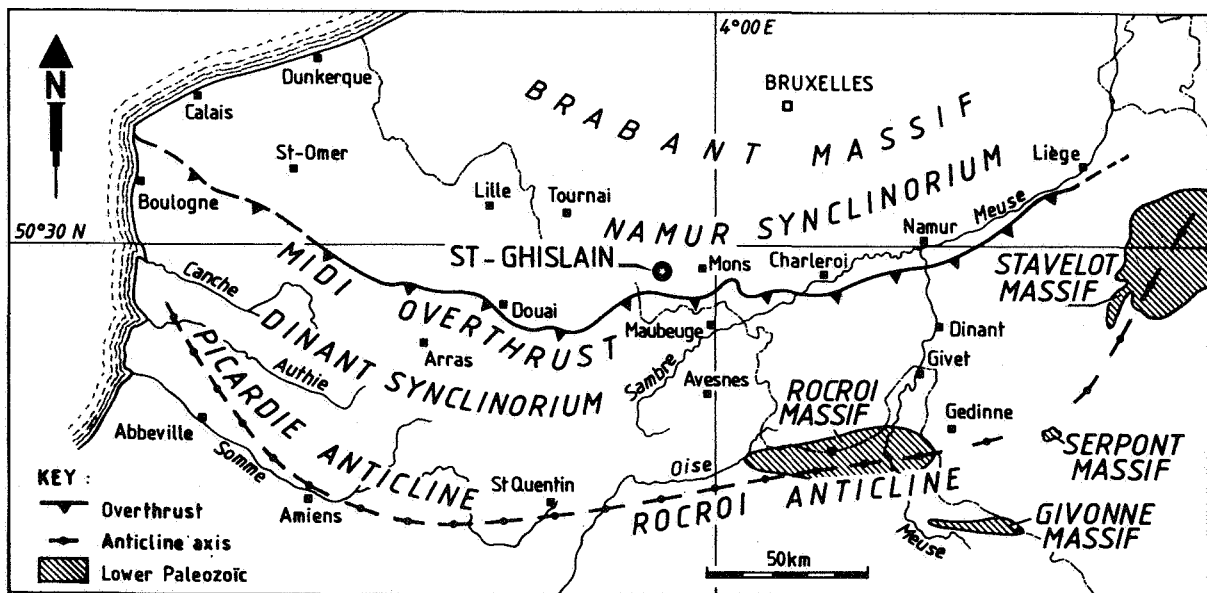 4°00 E
N
Dunkerque
Calais
BRUXELLES
BRABANT MASSIF
St-Omer
Liège
Lille
Tournai
Boulogne
NAMUR SYNCLINORIUM
Meuse
Namur
50°30 N
ST-GHISLAIN
Mons
Charleroi
STAVELOT
MASSIF
MIDI OVERTHRUST
Canche
Douai
Maubeuge
Dinant
DINANT SYNCLINORIUM
Arras
Sambre
Givet
PICARDIE ANTICLINE
Authie
Avesnes
ROCROI
MASSIF
Gedinne
Abbeville
Somme
SERPONT
MASSIF
Oise
St Quentin
ROCROI ANTICLINE
Amiens
GIVONNE
MASSIF
Meuse
KEY :
Overthrust
Anticline axis
Lower Paleozoïc
50km